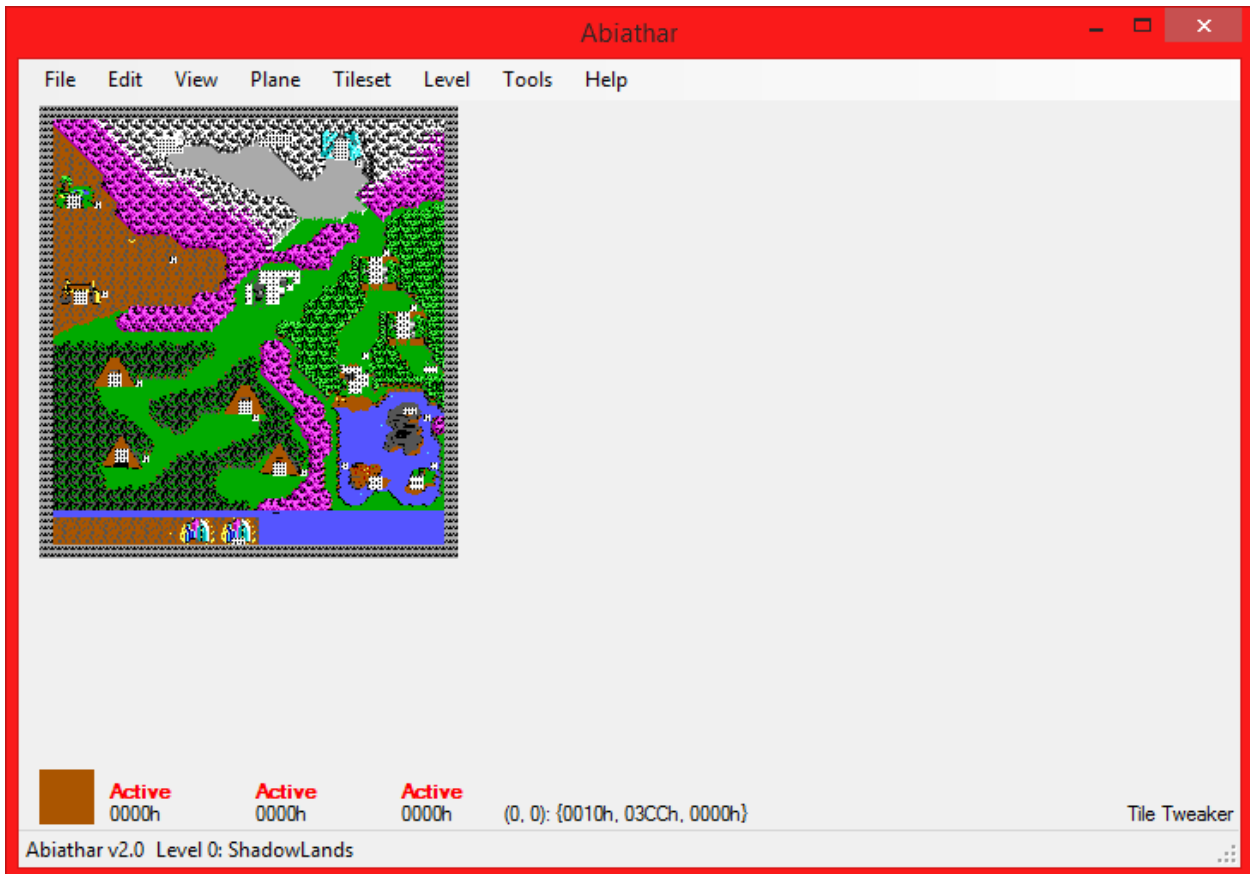 Abiathar
File Edit View Plane Tileset Level Tools Help
Active Active Active
0000h 0000h 0000h (0, 0): {0010h, 03CCh, 0000h} Tile Tweaker
Abiathar v2.0 Level 0: ShadowLands